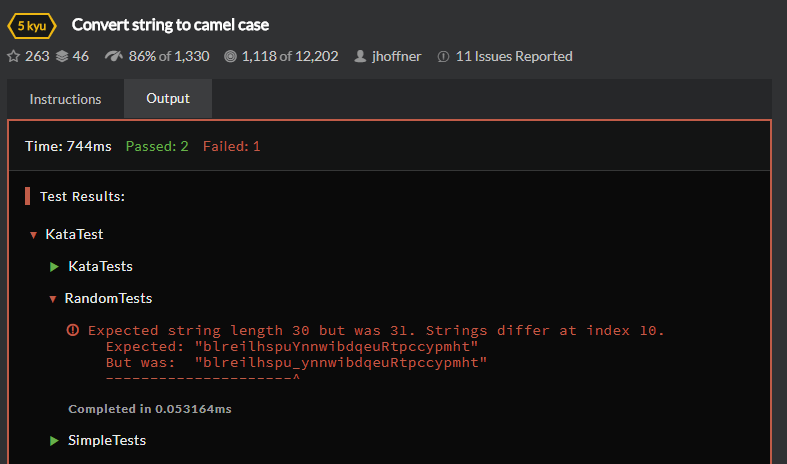 5 kyu Convert string to camel case
263 46 86% of 1,330 1,118 of 12,202 jhoffner 11 Issues Reported
Instructions Output
Time: 744ms Passed: 2 Failed: 1
Test Results:
KataTest
KataTests
RandomTests
Expected string length 30 but was 31. Strings differ at index 10.
Expected: "blreilhspuYnnwibdqeuRtpccypmht"
But was:  "blreilhspu_ynnwibdqeuRtpccypmht"
----------------------^
Completed in 0.053164ms
SimpleTests